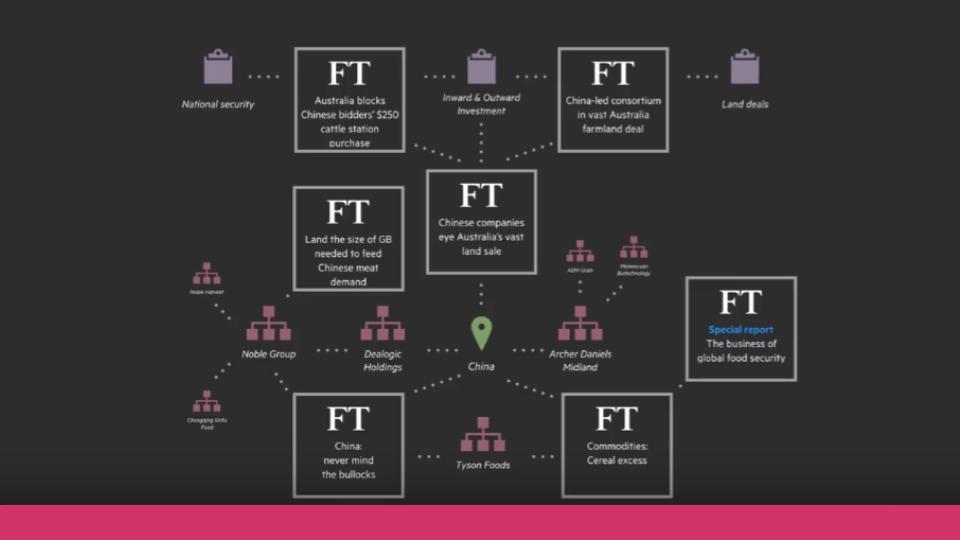 FT
Australia blocks
Chinese bidders' $250
cattle station
purchase
FT
China-led consortium
in vast Australia
farmland deal
National security
Inward & Outward
Investment
Land deals
FT
Chinese companies
eye Australia's vast
land sale
FT
Land the size of GB
needed to feed
Chinese meat
demand
ADM Grain
Biotechnology
Noble Harvest
FT
Special report
The business of
global food security
Noble Group
Dealogic
Holdings
China
Archer Daniels
Midland
Chongqing Xinfu
Food
FT
China:
never mind
the bullocks
Tyson Foods
FT
Commodities:
Cereal excess